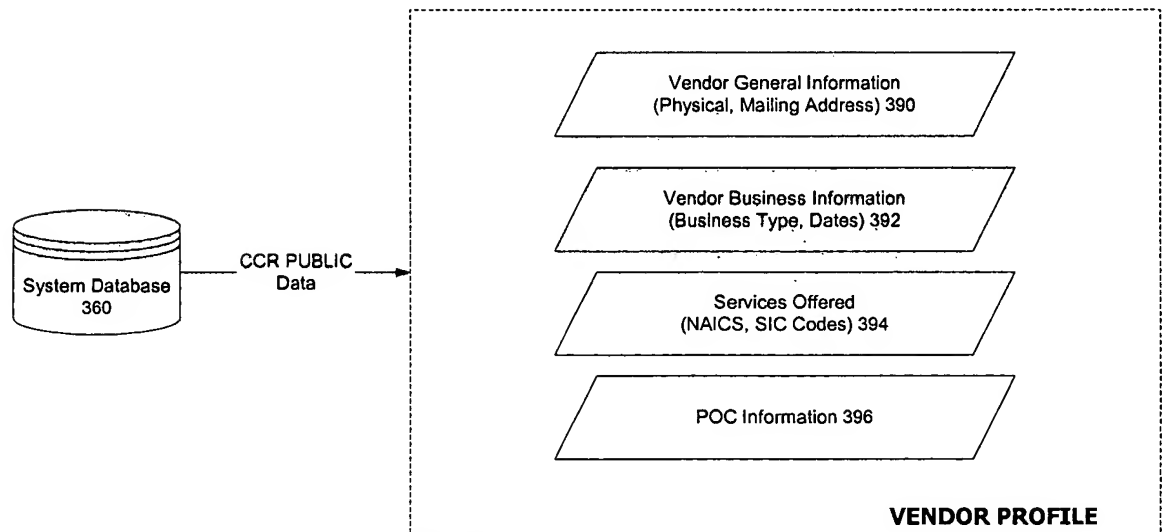 Vendor General Information
(Physical, Mailing Address) 390
Vendor Business Information
(Business Type, Dates) 392
System Database
360
CCR PUBLIC
Data
Services Offered
(NAICS, SIC Codes) 394
POC Information 396
VENDOR PROFILE